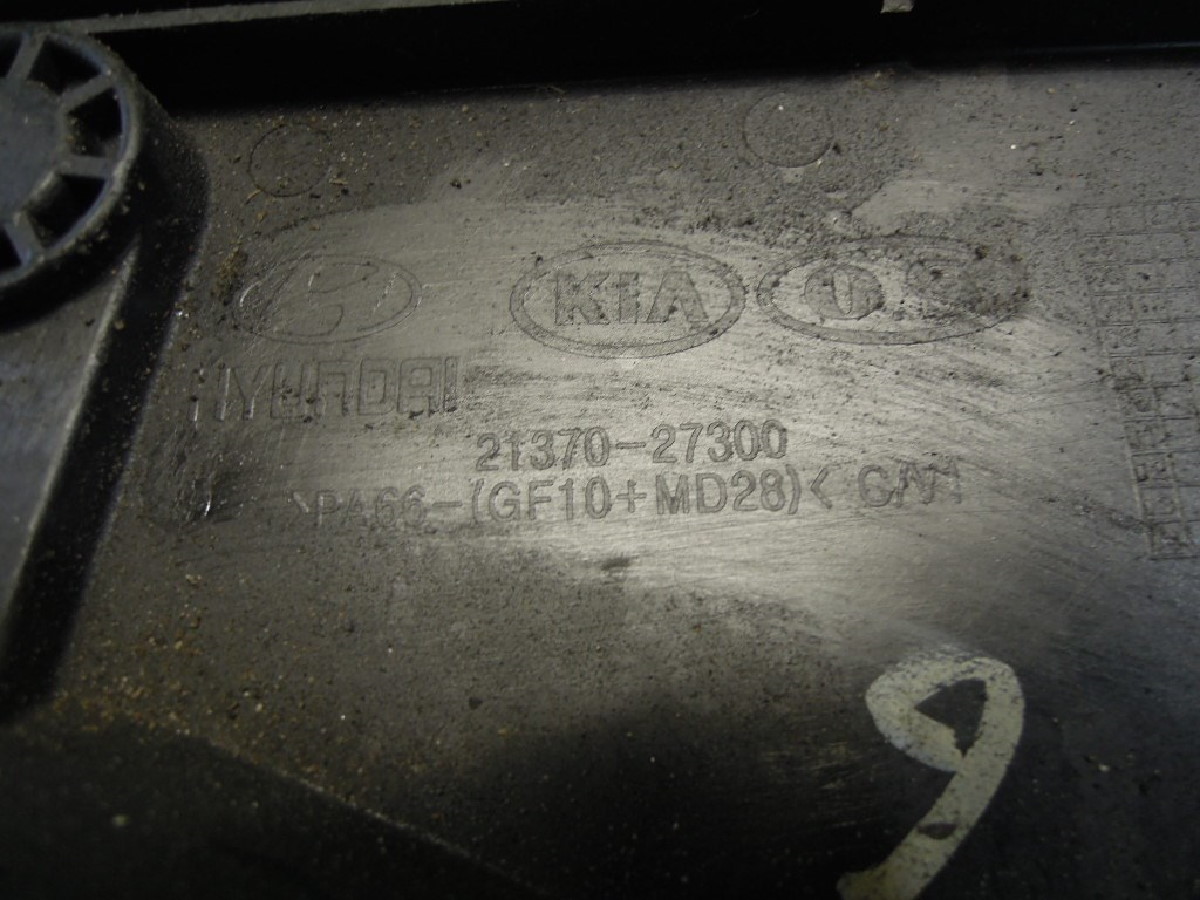 KIA
HYUNDAI
21370-27300
>PA66-(GF10+MD28)<
9